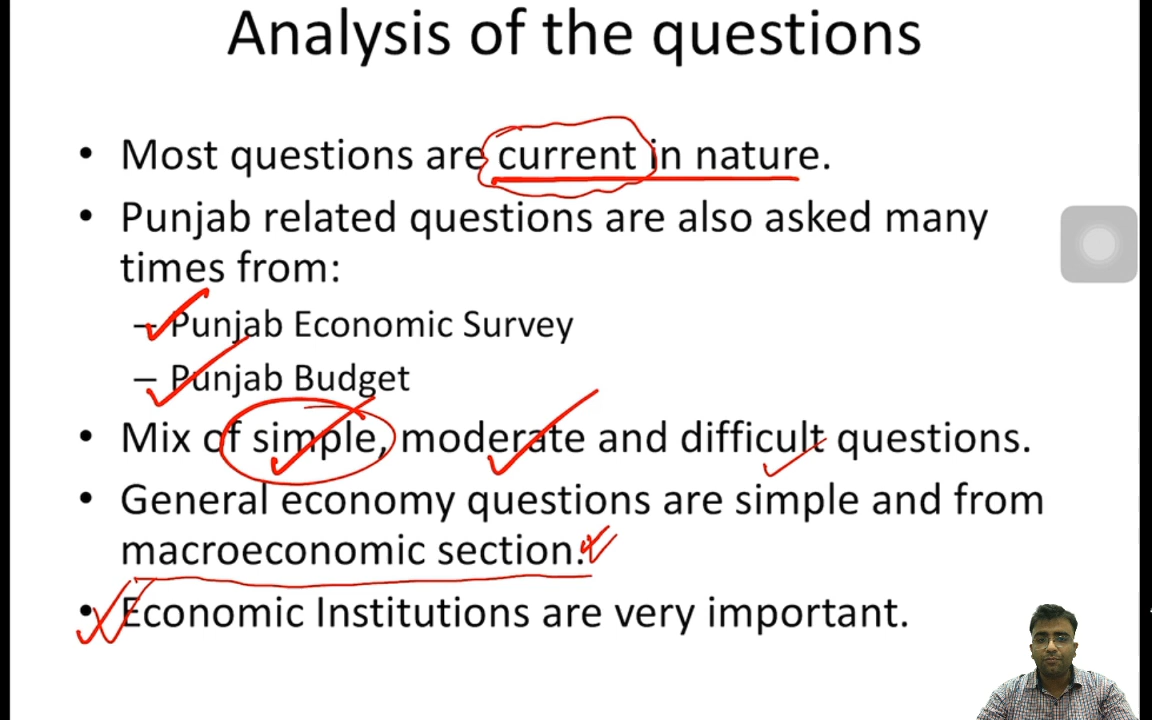 Analysis of the questions
• Most questions are current in nature.
• Punjab related questions are also asked many
times from:
– Punjab Economic Survey
– Punjab Budget
• Mix of simple, moderate and difficult questions.
• General economy questions are simple and from
macroeconomic section.
• Economic Institutions are very important.